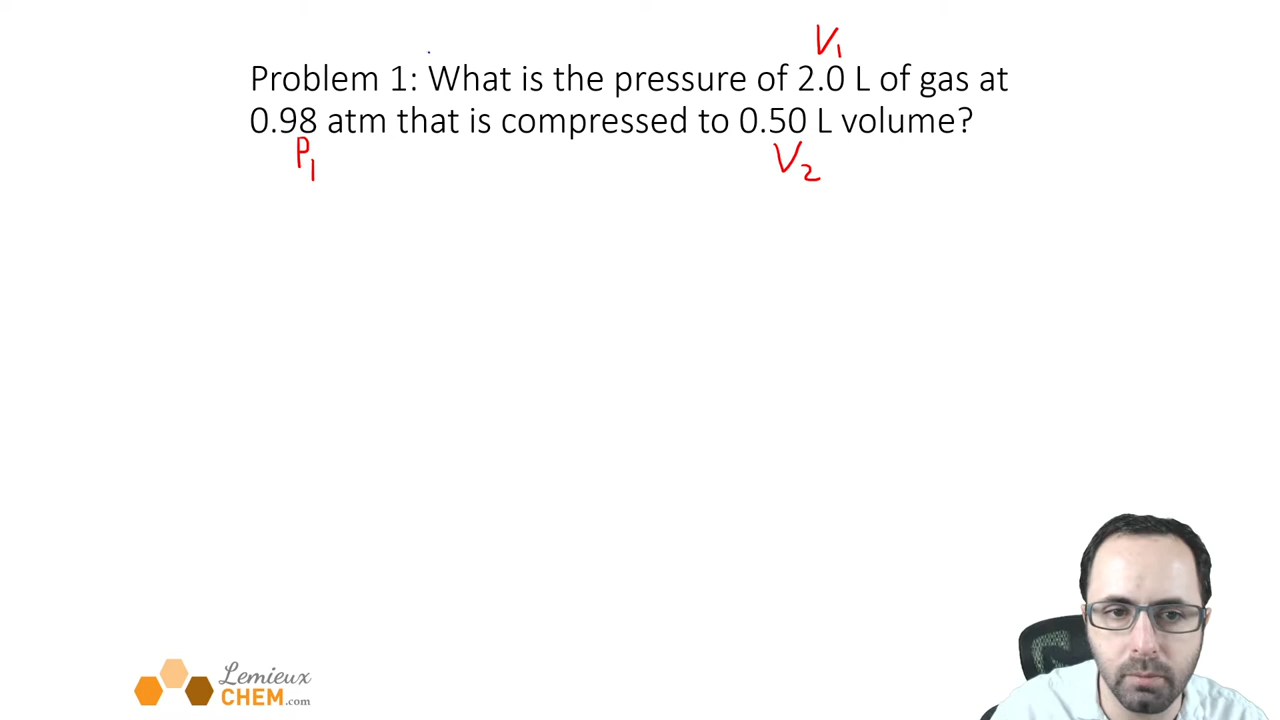 V1
Problem 1: What is the pressure of 2.0 L of gas at
0.98 atm that is compressed to 0.50 L volume?
P1 V2
Lemieux
CHEM.com